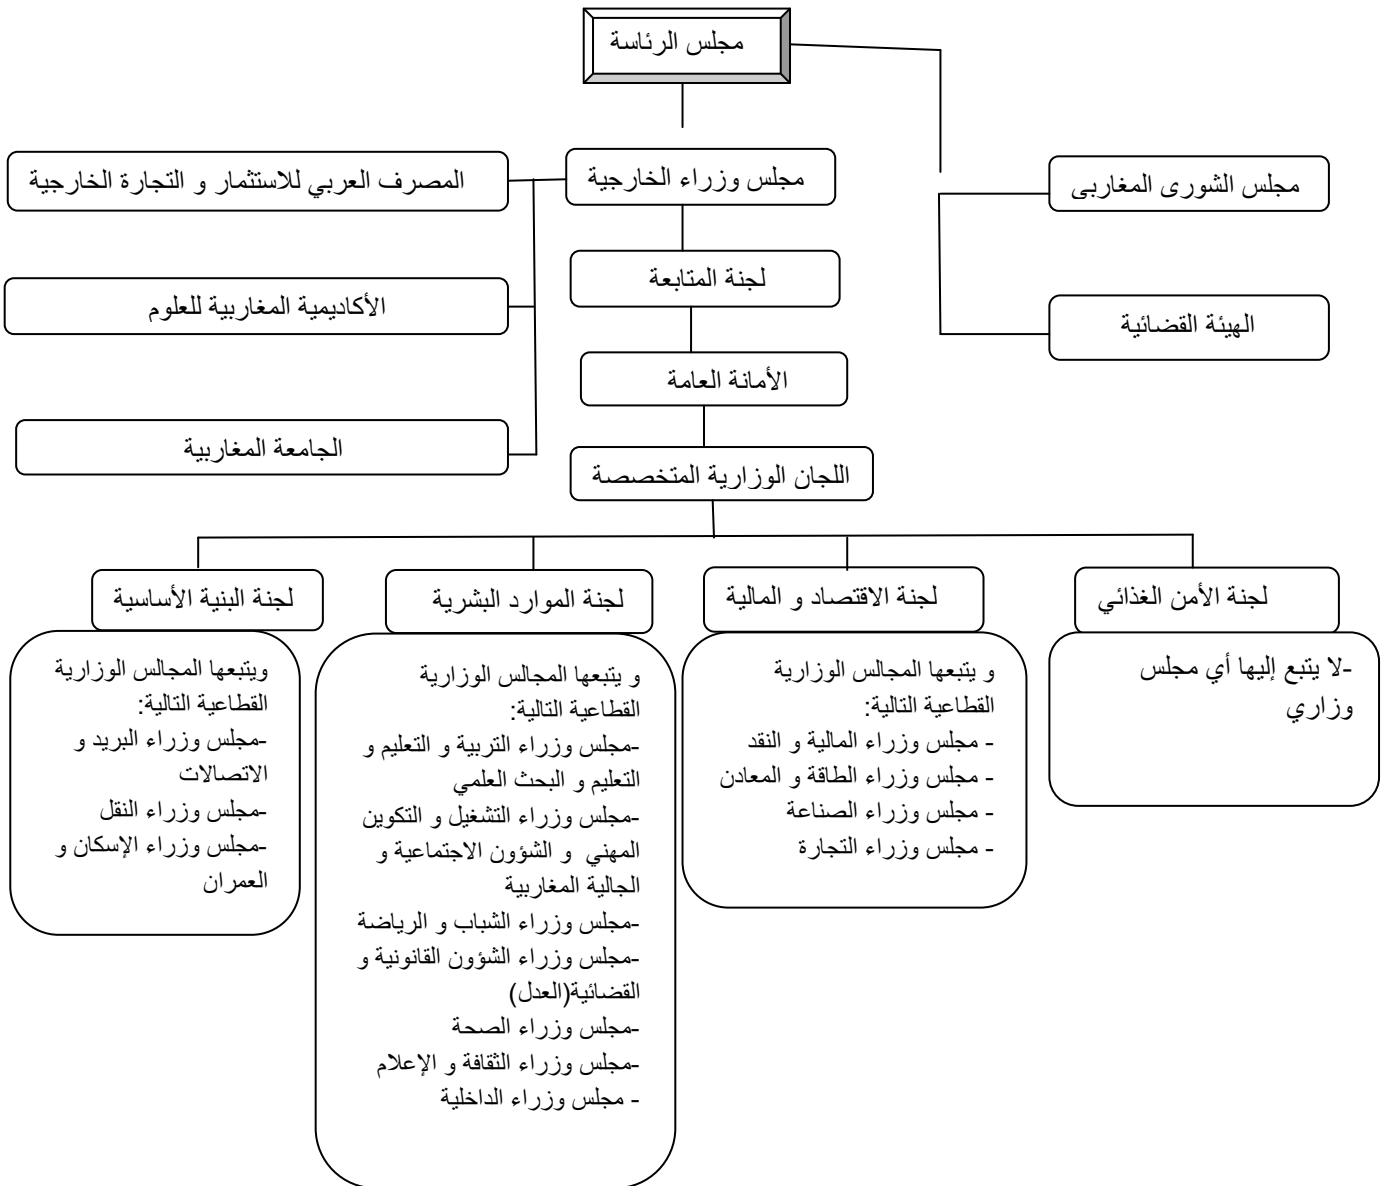 مجلس الرئاسة
مجلس الشورى المغاربى
مجلس وزراء الخارجية
المصرف العربي للاستثمار و التجارة الخارجية
لجنة المتابعة
الأكاديمية المغاربية للعلوم
الهيئة القضائية
الأمانة العامة
الجامعة المغاربية
اللجان الوزارية المتخصصة
لجنة الأمن الغذائي
-لا يتبع إليها أي مجلس
وزاري
لجنة الاقتصاد و المالية
و يتبعها المجالس الوزارية
القطاعية التالية:
- مجلس وزراء المالية و النقد
- مجلس وزراء الطاقة و المعادن
- مجلس وزراء الصناعة
- مجلس وزراء التجارة
لجنة الموارد البشرية
و يتبعها المجالس الوزارية
القطاعية التالية:
-مجلس وزراء التربية و التعليم و
التعليم و البحث العلمي
-مجلس وزراء التشغيل و التكوين
المهني و الشؤون الاجتماعية و
الجالية المغاربية
-مجلس وزراء الشباب و الرياضة
-مجلس وزراء الشؤون القانونية و
القضائية(العدل)
-مجلس وزراء الصحة
-مجلس وزراء الثقافة و الإعلام
- مجلس وزراء الداخلية
لجنة البنية الأساسية
ويتبعها المجالس الوزارية
القطاعية التالية:
-مجلس وزراء البريد و
الاتصالات
-مجلس وزراء النقل
-مجلس وزراء الإسكان و
العمران